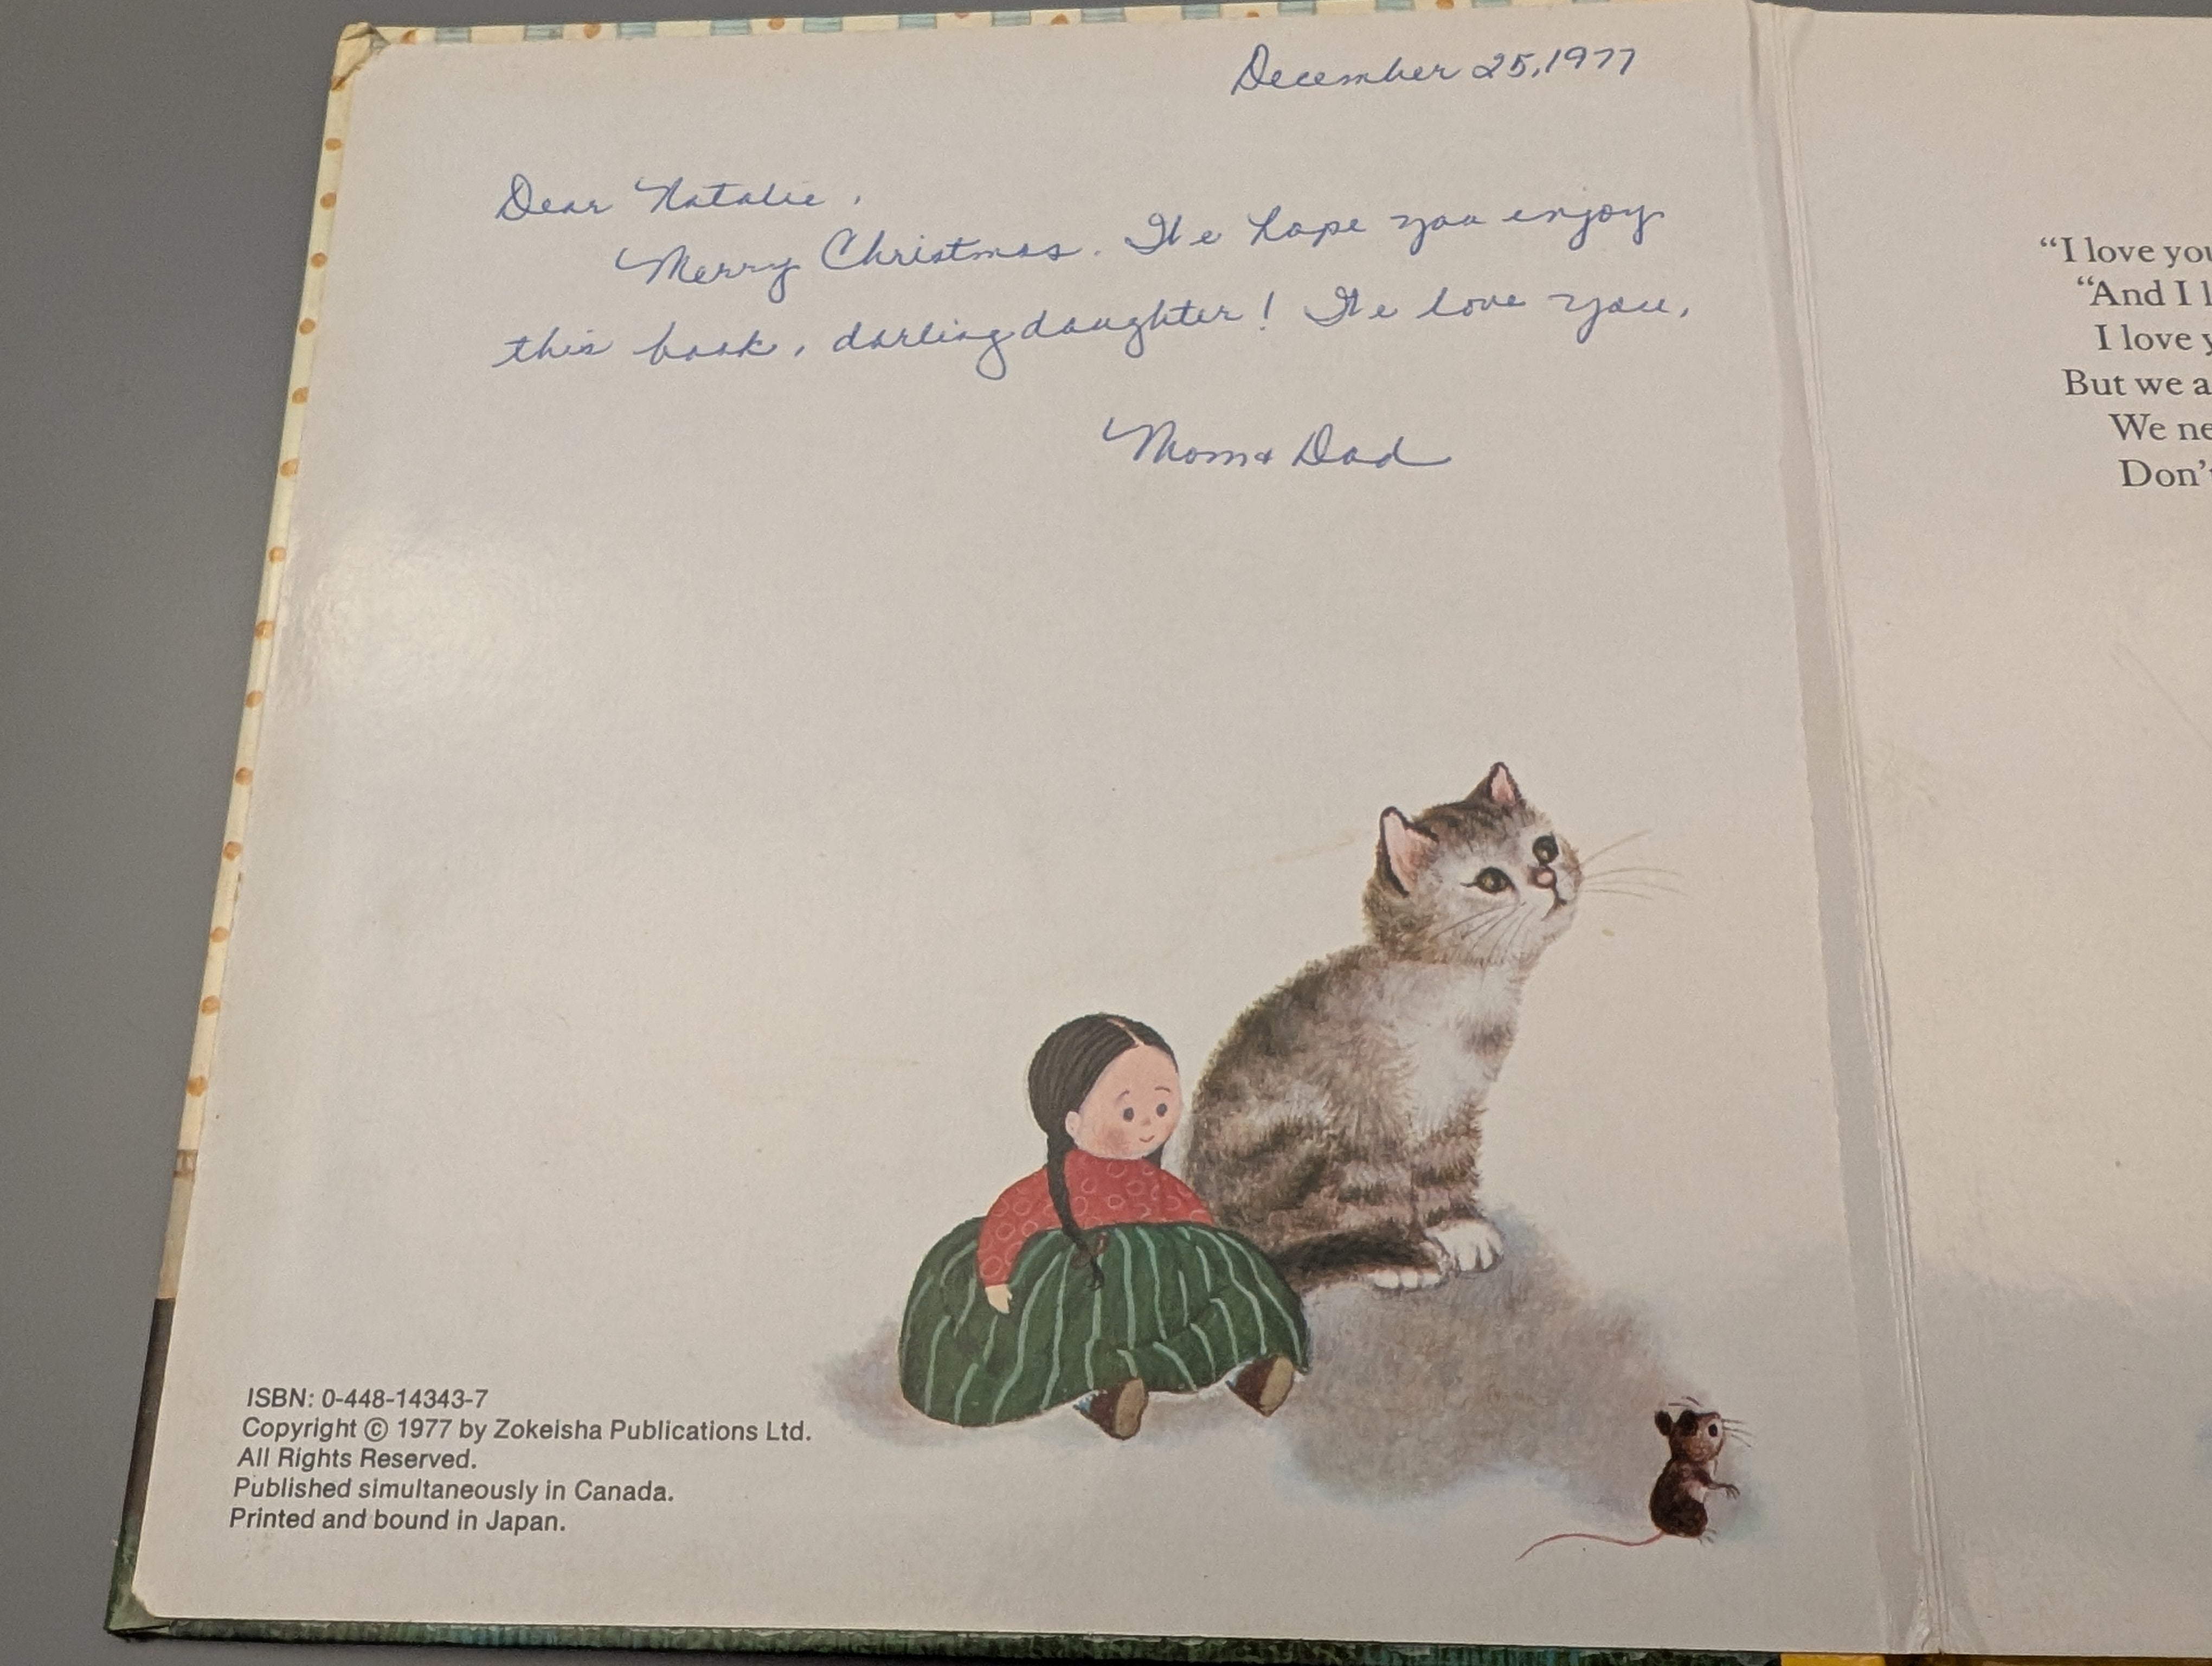 December 25, 1977
Dear Natalie,
Merry Christmas. We hope you enjoy
this book, darling daughter! We love you,
Mom & Dad
ISBN: 0-448-14343-7
Copyright © 1977 by Zokeisha Publications Ltd.
All Rights Reserved.
Published simultaneously in Canada.
Printed and bound in Japan.
“I love you
“And I l
I love y
But we a
We ne
Don’t